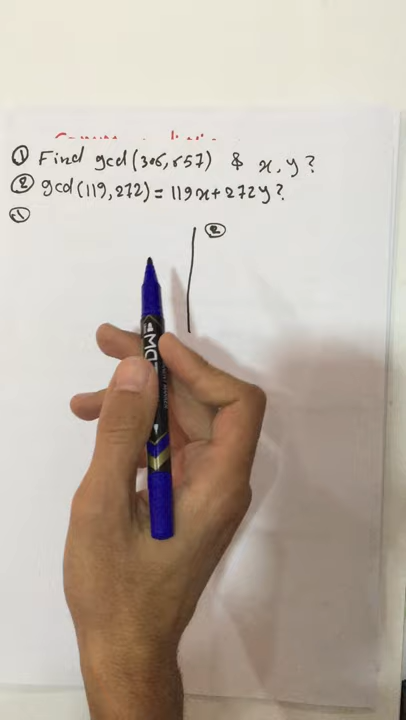 ① Find gcd(306,657) & x, y?
② gcd(119,272) = 119x+272y?
①
②